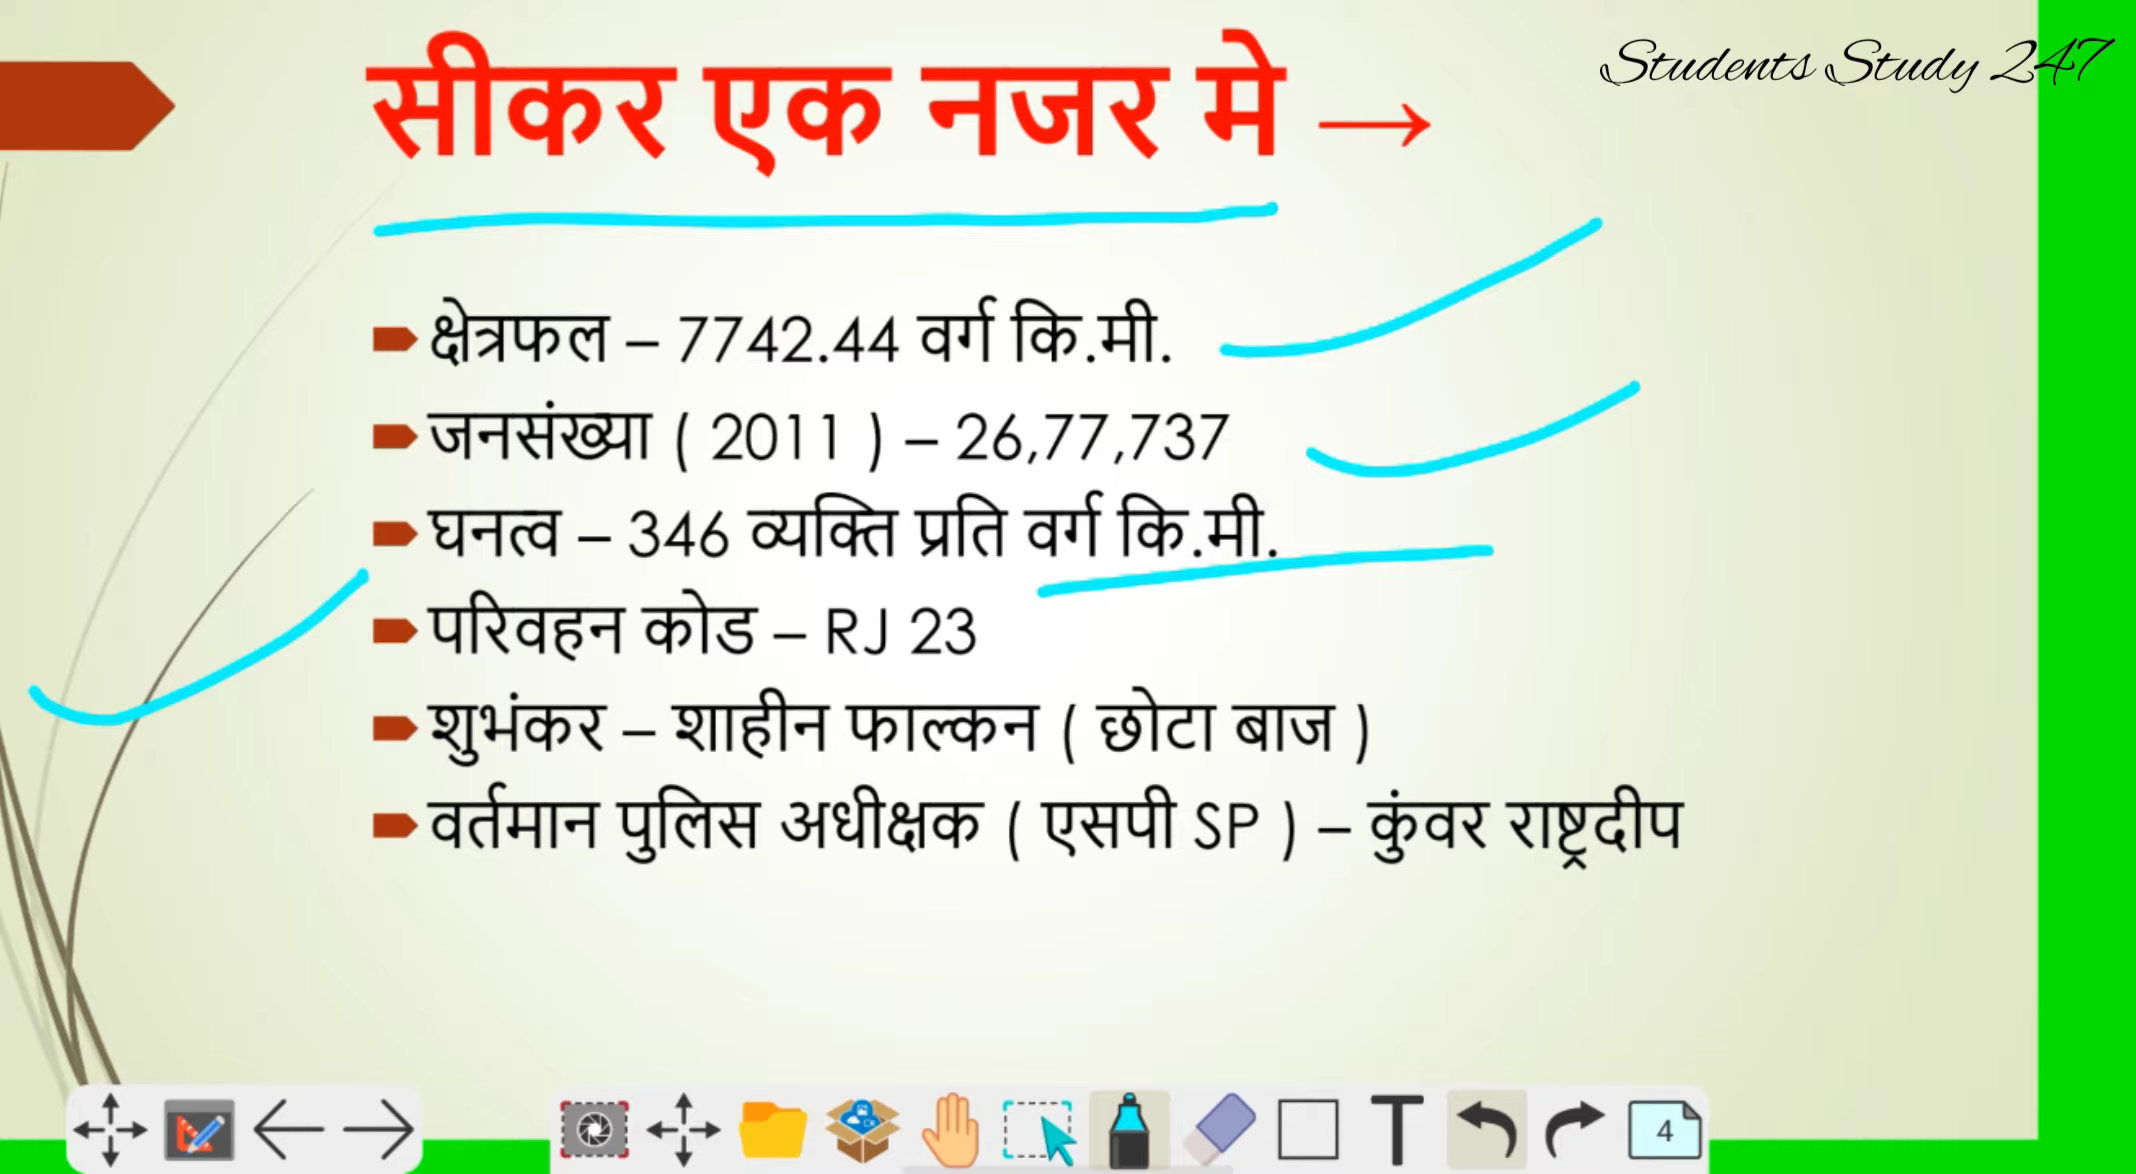 Students Study 247
सीकर एक नजर मे →
क्षेत्रफल – 7742.44 वर्ग कि.मी.
जनसंख्या ( 2011 ) – 26,77,737
घनत्व – 346 व्यक्ति प्रति वर्ग कि.मी.
परिवहन कोड – RJ 23
शुभंकर – शाहीन फाल्कन ( छोटा बाज )
वर्तमान पुलिस अधीक्षक ( एसपी SP ) – कुंवर राष्ट्रदीप
T
4